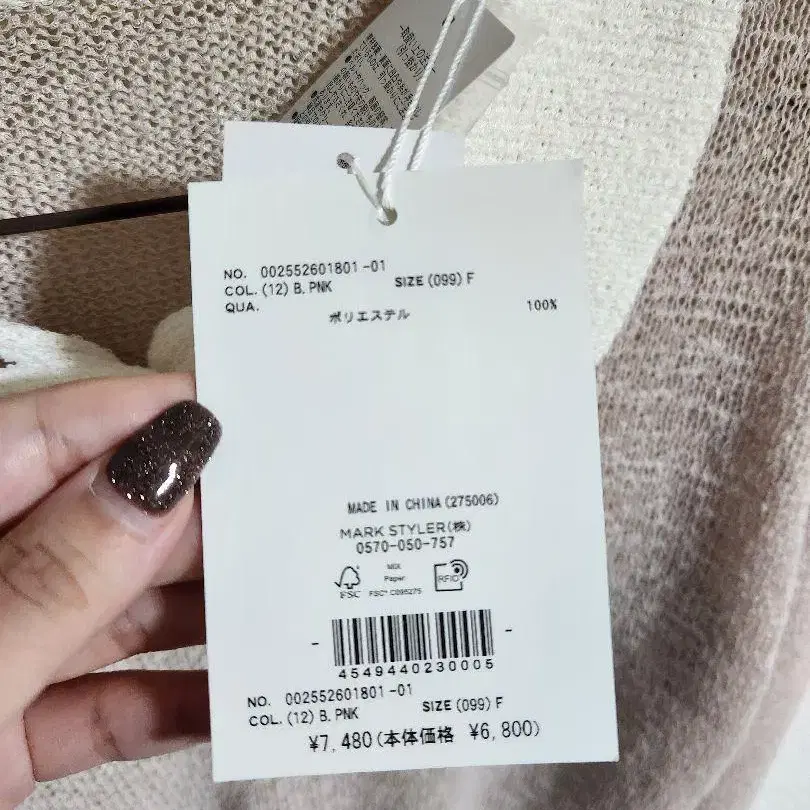 NO. 002552601801-01
COL. (12) B. PNK SIZE (099) F
QUA.
ポリエステル 100%
MADE IN CHINA (275006)
MARK STYLER(株)
0570-050-757
FSC
MIX
Paper
FSC® C095275
RFID
4549440230005
NO. 002552601801-01
COL. (12) B. PNK SIZE (099) F
¥7,480(本体価格 ¥6,800)